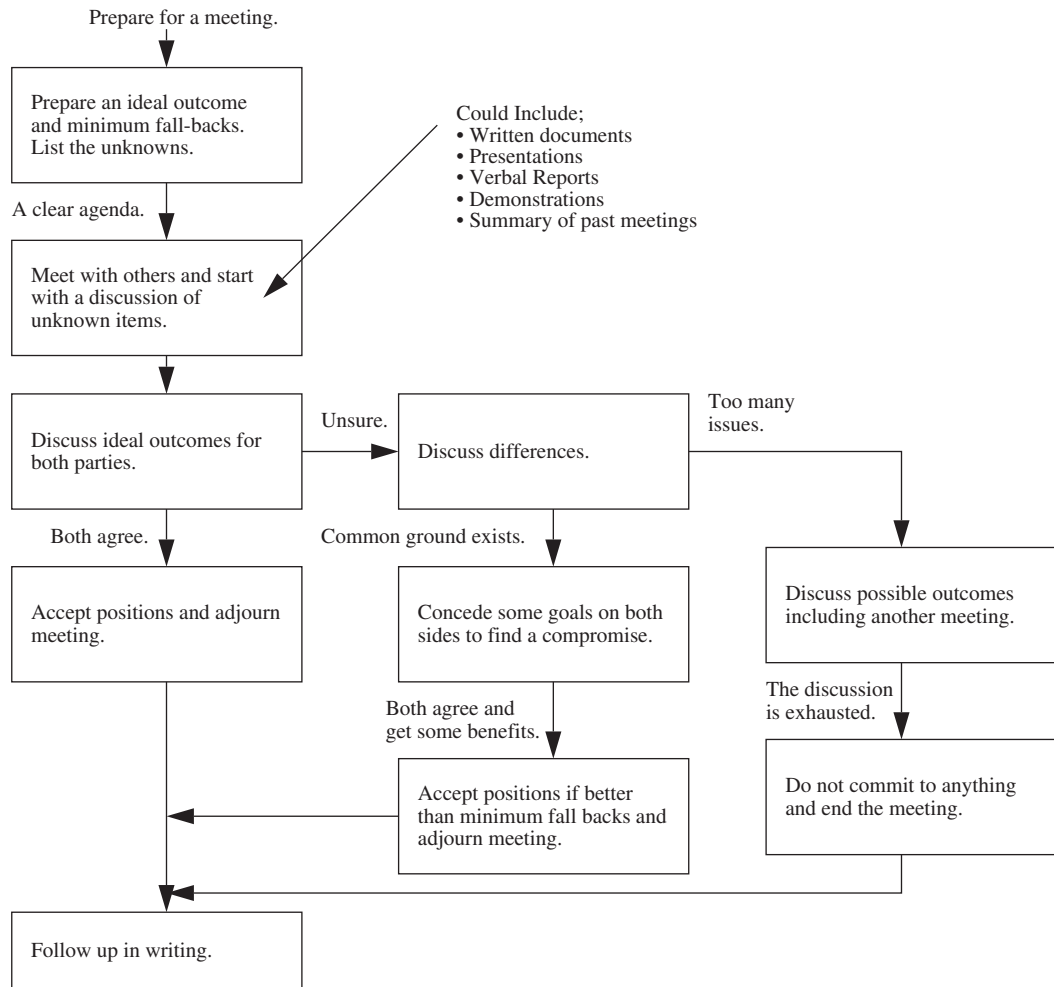 Prepare for a meeting.
Prepare an ideal outcome
and minimum fall-backs.
List the unknowns.
Could Include;
• Written documents
• Presentations
• Verbal Reports
• Demonstrations
• Summary of past meetings
A clear agenda.
Meet with others and start
with a discussion of
unknown items.
Discuss ideal outcomes for
both parties.
Unsure.
Discuss differences.
Too many
issues.
Both agree.
Common ground exists.
Accept positions and adjourn
meeting.
Concede some goals on both
sides to find a compromise.
Discuss possible outcomes
including another meeting.
Both agree and
get some benefits.
The discussion
is exhausted.
Accept positions if better
than minimum fall backs and
adjourn meeting.
Do not commit to anything
and end the meeting.
Follow up in writing.